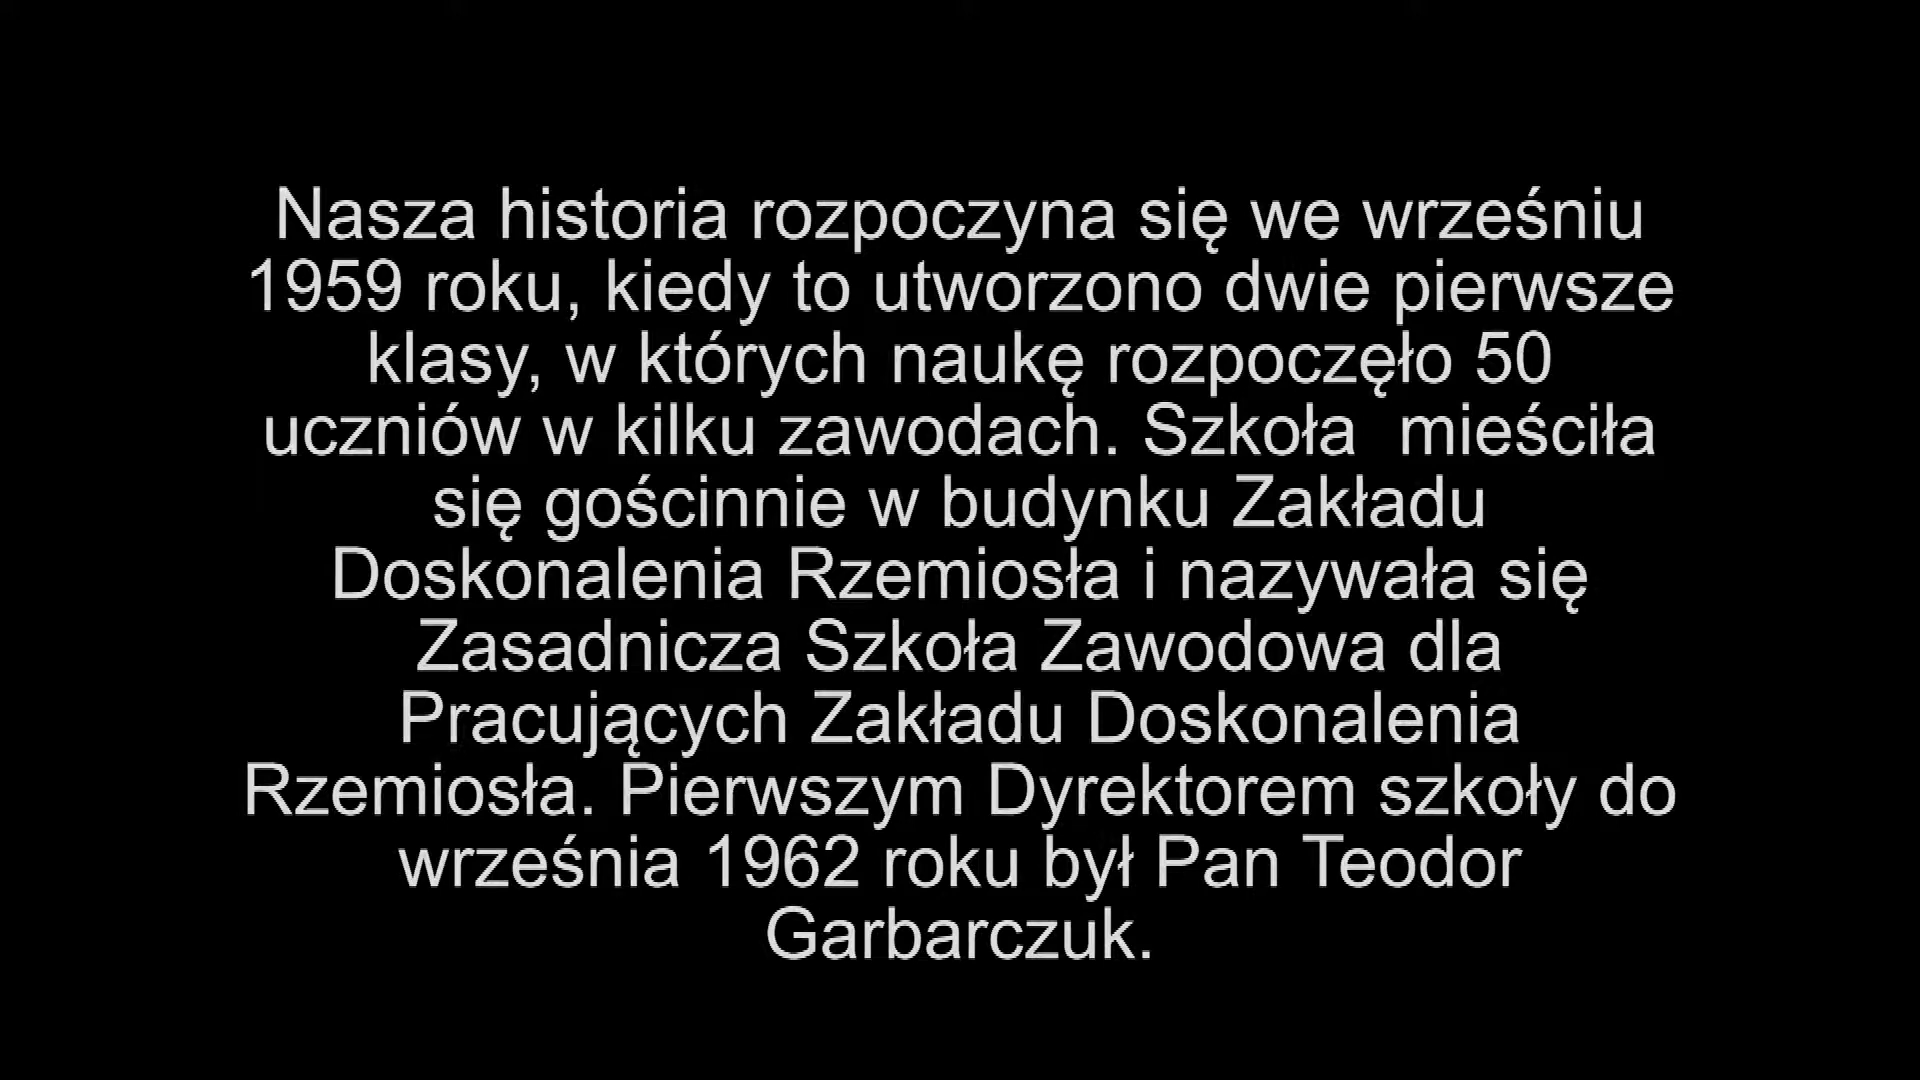 Nasza historia rozpoczyna się we wrześniu
1959 roku, kiedy to utworzono dwie pierwsze
klasy, w których naukę rozpoczęło 50
uczniów w kilku zawodach. Szkoła  mieściła
się gościnnie w budynku Zakładu
Doskonalenia Rzemiosła i nazywała się
Zasadnicza Szkoła Zawodowa dla
Pracujących Zakładu Doskonalenia
Rzemiosła. Pierwszym Dyrektorem szkoły do
września 1962 roku był Pan Teodor
Garbarczuk.